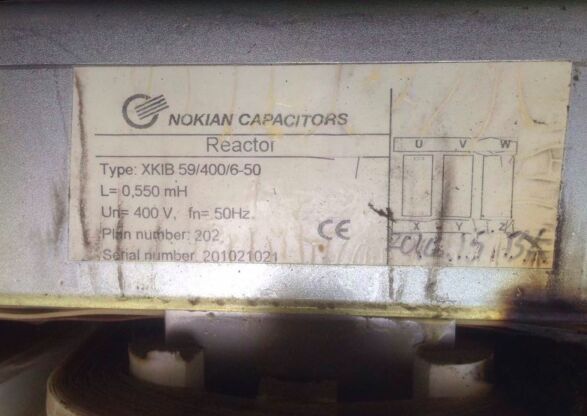 NOKIAN CAPACITORS
Reactor
Type: XKIB 59/400/6-50
L= 0,550 mH
Un= 400 V, fn= 50Hz
Plan number: 202
Serial number: 201021021
CE
U V W
X Y Z